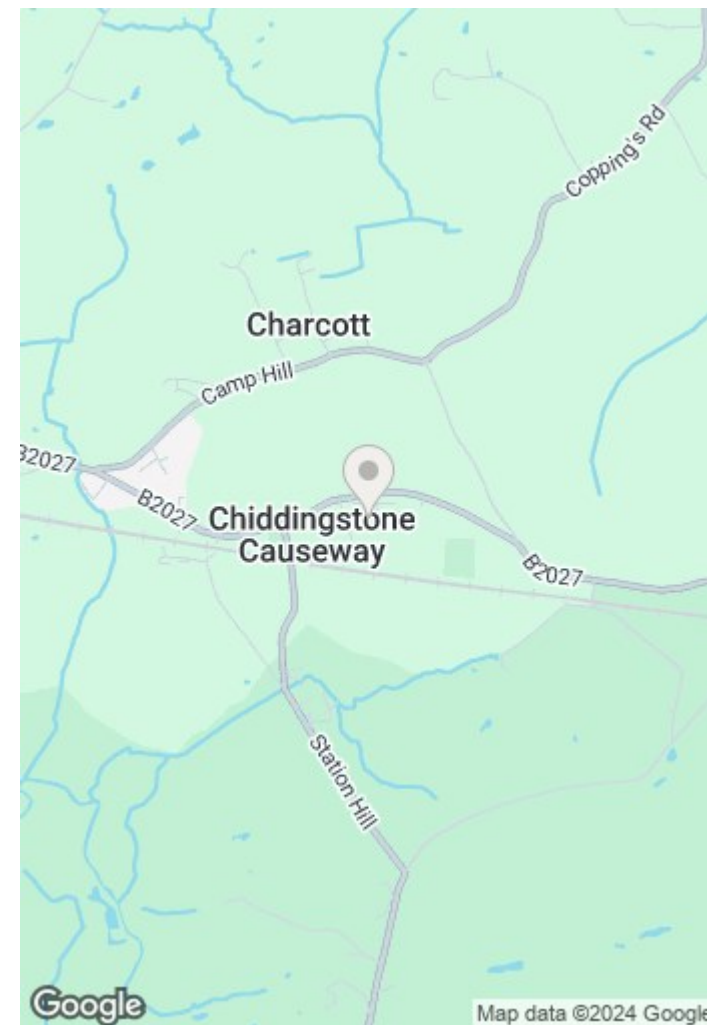 Copping's Rd
Charcott
Camp Hill
B2027
B2027
Chiddingstone
Causeway
B2027
Station Hill
Google
Map data ©2024 Google